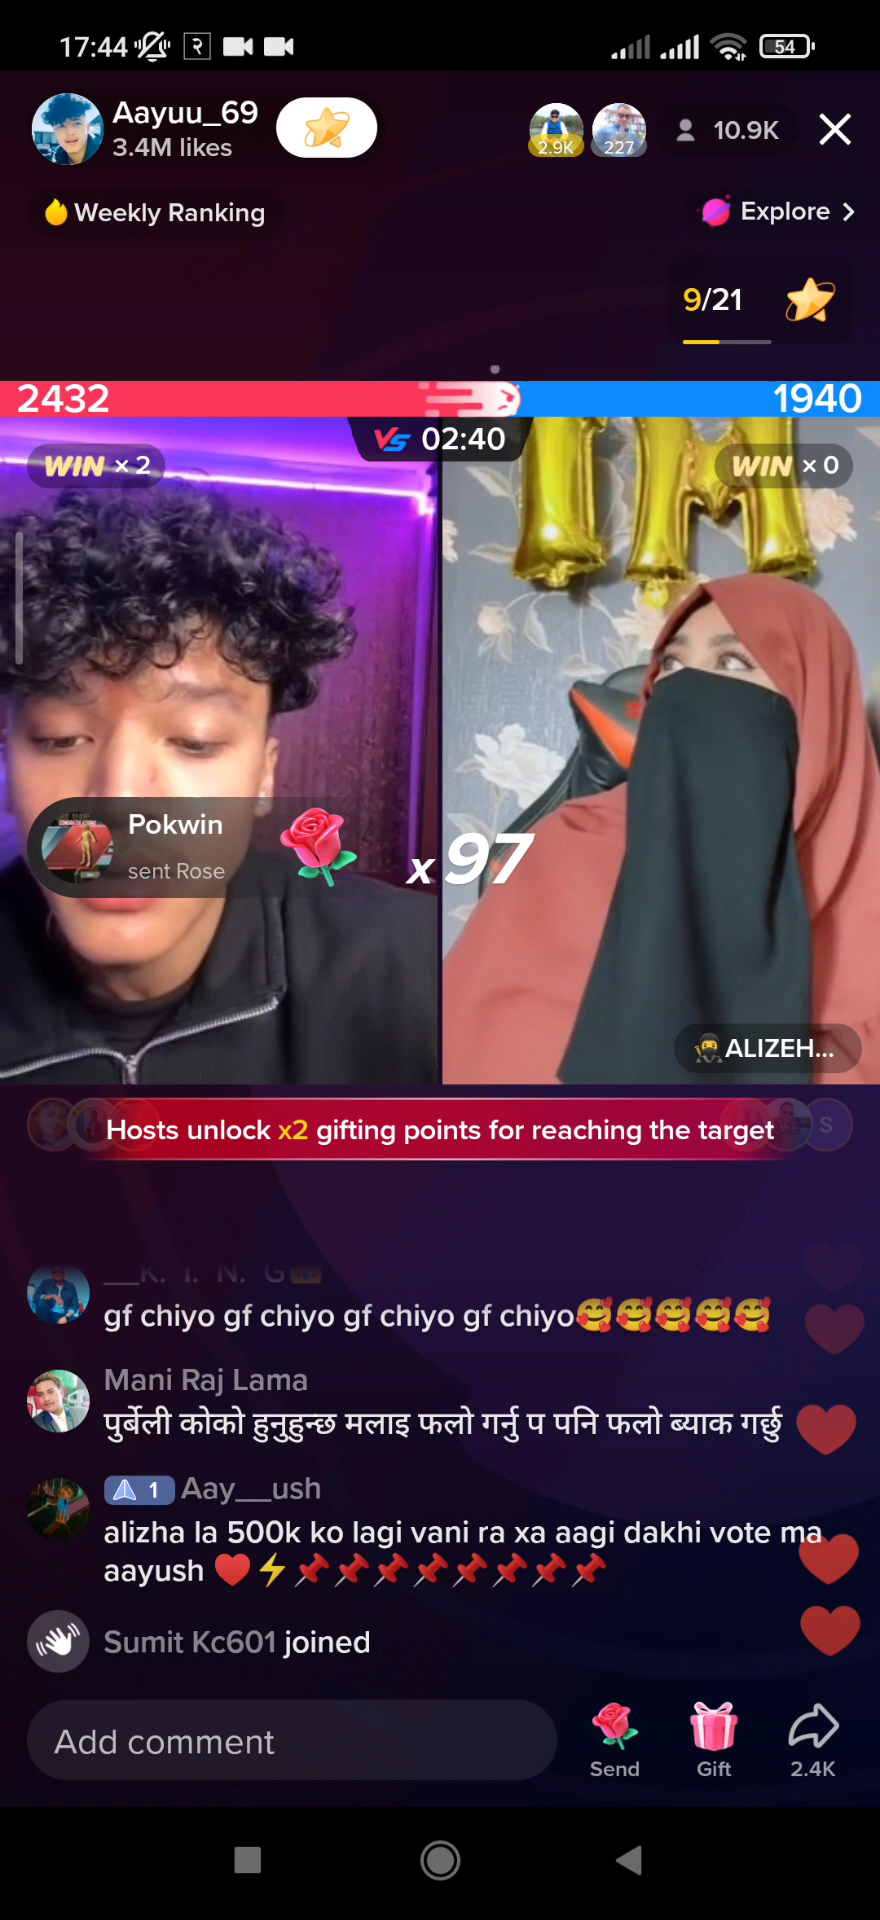 17:44
54
Aayuu_69
3.4M likes
2.9K
227
10.9K
Weekly Ranking
Explore
9/21
2432
1940
VS 02:40
WIN × 2
WIN × 0
Pokwin
sent Rose
x97
🥷ALIZEH...
Hosts unlock x2 gifting points for reaching the target
S
__K. I. N. G
gf chiyo gf chiyo gf chiyo gf chiyo🥰🥰🥰🥰🥰
Mani Raj Lama
पुर्बेली कोको हुनुहुन्छ मलाइ फलो गर्नु प पनि फलो ब्याक गर्छु
1 Aay__ush
alizha la 500k ko lagi vani ra xa aagi dakhi vote ma
aayush ❤️⚡📌📌📌📌📌📌📌📌
Sumit Kc601 joined
Add comment
Send
Gift
2.4K